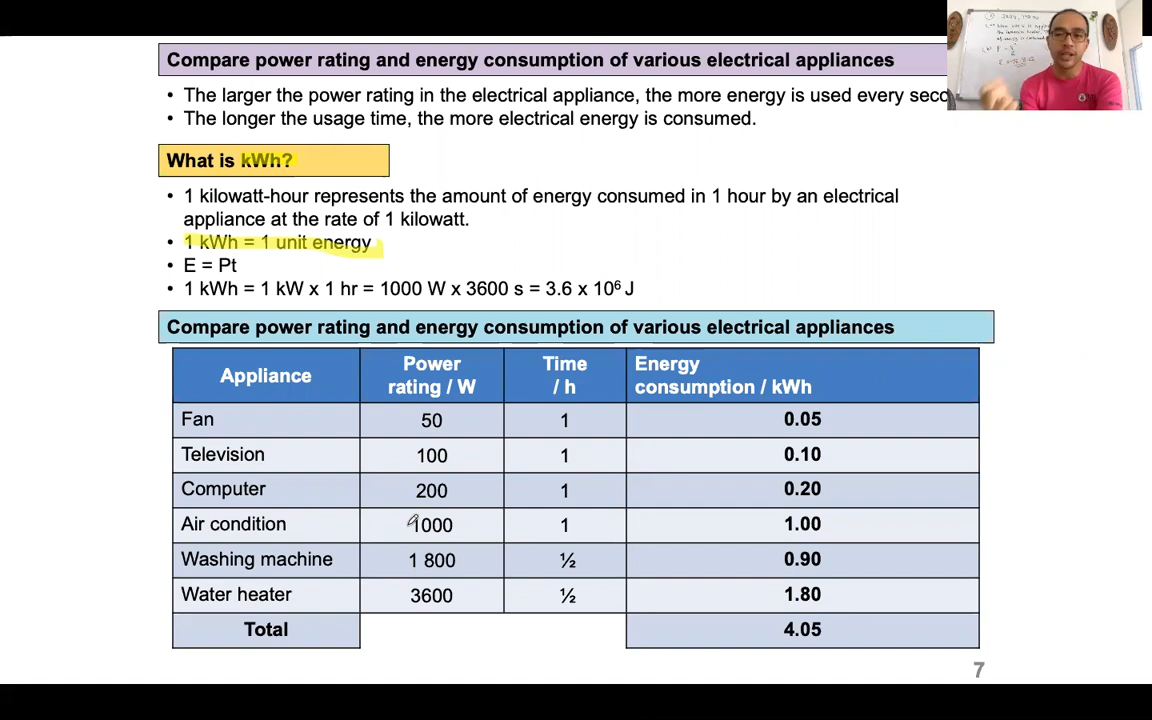 Compare power rating and energy consumption of various electrical appliances
• The larger the power rating in the electrical appliance, the more energy is used every seco
• The longer the usage time, the more electrical energy is consumed.
What is kWh?
• 1 kilowatt-hour represents the amount of energy consumed in 1 hour by an electrical
appliance at the rate of 1 kilowatt.
• 1 kWh = 1 unit energy
• E = Pt
• 1 kWh = 1 kW x 1 hr = 1000 W x 3600 s = 3.6 x 10⁶ J
Compare power rating and energy consumption of various electrical appliances
Appliance Power rating / W Time / h Energy consumption / kWh
Fan 50 1 0.05
Television 100 1 0.10
Computer 200 1 0.20
Air condition 1000 1 1.00
Washing machine 1 800 ½ 0.90
Water heater 3600 ½ 1.80
Total 4.05
7